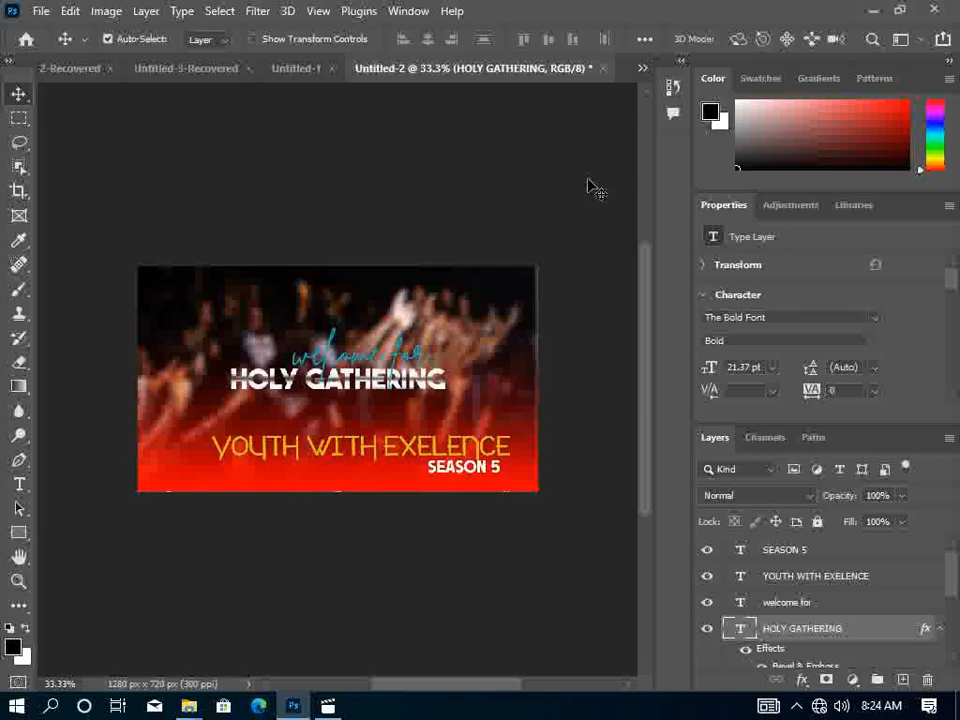 Ps File Edit Image Layer Type Select Filter 3D View Plugins Window Help
Auto-Select: Layer Show Transform Controls 3D Mode:
2-Recovered × Untitled-3-Recovered × Untitled-1 × Untitled-2 @ 33.3% (HOLY GATHERING, RGB/8) * ×
Color Swatches Gradients Patterns
Properties Adjustments Libraries
T Type Layer
Transform
Character
The Bold Font
Bold
21.37 pt (Auto)
0
welcome for
HOLY GATHERING
YOUTH WITH EXELENCE
SEASON 5
Layers Channels Paths
Kind
Normal Opacity: 100%
Lock: Fill: 100%
T SEASON 5
T YOUTH WITH EXELENCE
T welcome for
T HOLY GATHERING fx
Effects
Bevel & Emboss
33.33% 1280 px x 720 px (300 ppi)
8:24 AM